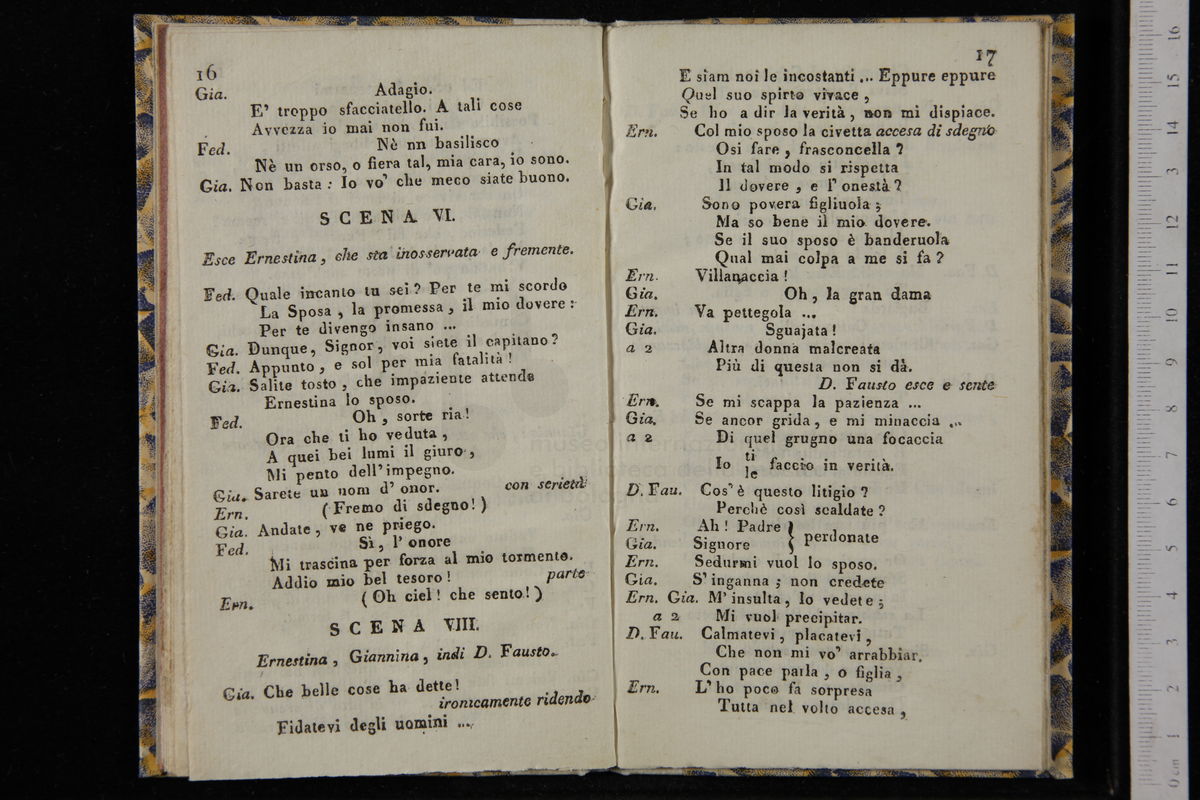 16
Gia. Adagio.
E' troppo sfacciatello. A tali cose
Avvezza io mai non fui.
Fed. Nè nn basilisco
Nè un orso, o fiera tal, mia cara, io sono.
Gia. Non basta: Io vo' che meco siate buono.
SCENA VI.
Esce Ernestina, che sta inosservata e fremente.
Fed. Quale incanto tu sei? Per te mi scordo
La Sposa, la promessa, il mio dovere:
Per te divengo insano ...
Gia. Dunque, Signor, voi siete il capitano?
Fed. Appunto, e sol per mia fatalità!
Gia. Salite tosto, che impaziente attende
Ernestina lo sposo.
Fed. Oh, sorte ria!
Ora che ti ho veduta,
A quei bei lumi il giuro,
Mi pento dell'impegno.
Gia. Sarete un uom d' onor. con serietà
Ern. (Fremo di sdegno!)
Gia. Andate, ve ne priego.
Fed. Sì, l' onore
Mi trascina per forza al mio tormento.
Addio mio bel tesoro! parte
Ern. (Oh ciel! che sento!)
SCENA VIII.
Ernestina, Giannina, indi D. Fausto.
Gia. Che belle cose ha dette!
ironicamente ridendo
Fidatevi degli uomini ...
17
E siam noi le incostanti ... Eppure eppure
Quel suo spirto vivace,
Se ho a dir la verità, non mi dispiace.
Ern. Col mio sposo la civetta accesa di sdegno
Osi fare, frasconcella?
In tal modo si rispetta
Il dovere, e l' onestà?
Gia. Sono povera figliuola;
Ma so bene il mio dovere.
Se il suo sposo è banderuola
Qual mai colpa a me si fa?
Ern. Villanaccia!
Gia. Oh, la gran dama
Ern. Va pettegola ...
Gia. Sguajata!
a 2 Altra donna malcreata
Più di questa non si dà.
D. Fausto esce e sente
Ern. Se mi scappa la pazienza ...
Gia. Se ancor grida, e mi minaccia ...
a 2 Di quel grugno una focaccia
Io ti faccio in verità.
le
D. Fau. Cos' è questo litigio?
Perchè così scaldate?
Ern. Ah! Padre } perdonate
Gia. Signore
Ern. Sedurmi vuol lo sposo.
Gia. S' inganna; non credete
Ern. Gia. M' insulta, lo vedete;
a 2 Mi vuol precipitar.
D. Fau. Calmatevi, placatevi,
Che non mi vo' arrabbiar.
Con pace parla, o figlia,
Ern. L' ho poco fa sorpresa
Tutta nel volto accesa,